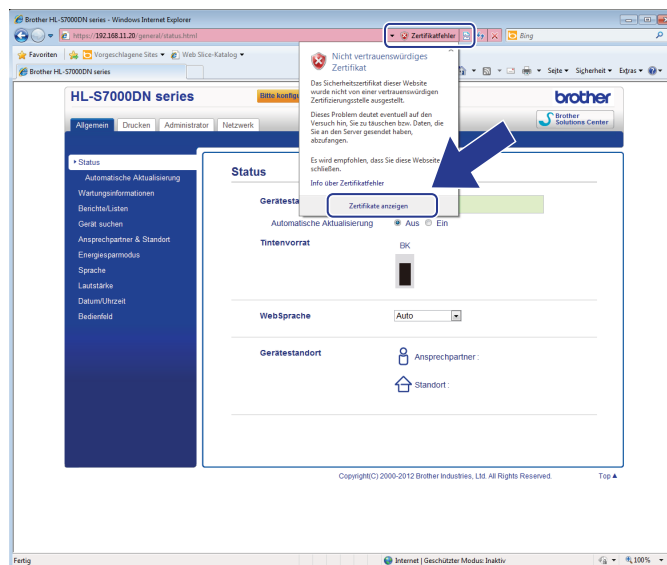 Brother HL-S7000DN series - Windows Internet Explorer
https://192.168.11.20/general/status.html
Zertifikatfehler
Bing
Favoriten
Vorgeschlagene Sites
Web Slice-Katalog
Brother HL-S7000DN series
Seite
Sicherheit
Extras
Nicht vertrauenswürdiges
Zertifikat
Das Sicherheitszertifikat dieser Website
wurde nicht von einer vertrauenswürdigen
Zertifizierungsstelle ausgestellt.
Dieses Problem deutet eventuell auf den
Versuch hin, Sie zu täuschen bzw. Daten, die
Sie an den Server gesendet haben,
abzufangen.
Es wird empfohlen, dass Sie diese Webseite
schließen.
Info über Zertifikatfehler
Zertifikate anzeigen
HL-S7000DN series
Bitte konfigu
brother
Allgemein
Drucken
Administrator
Netzwerk
Brother
Solutions Center
Status
Automatische Aktualisierung
Wartungsinformationen
Berichte/Listen
Gerät suchen
Ansprechpartner & Standort
Energiesparmodus
Sprache
Lautstärke
Datum/Uhrzeit
Bedienfeld
Status
Gerätesta
Automatische Aktualisierung
Aus
Ein
Tintenvorrat
BK
WebSprache
Auto
Gerätestandort
Ansprechpartner :
Standort :
Copyright(C) 2000-2012 Brother Industries, Ltd. All Rights Reserved.
Top
Fertig
Internet | Geschützter Modus: Inaktiv
100%